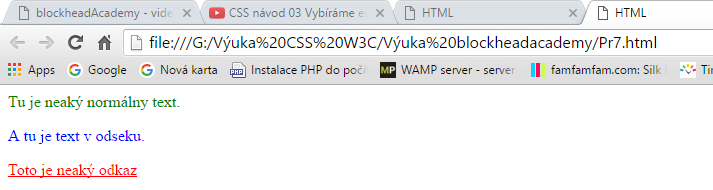 blockheadAcademy - vide
CSS návod 03 Vybíráme e
HTML
HTML
file:///G:/Výuka%20CSS%20W3C/Výuka%20blockheadacademy/Pr7.html
Apps Google Nová karta Instalace PHP do poči WAMP server - server famfamfam.com: Silk Tir
Tu je neaký normálny text.
A tu je text v odseku.
Toto je neaký odkaz